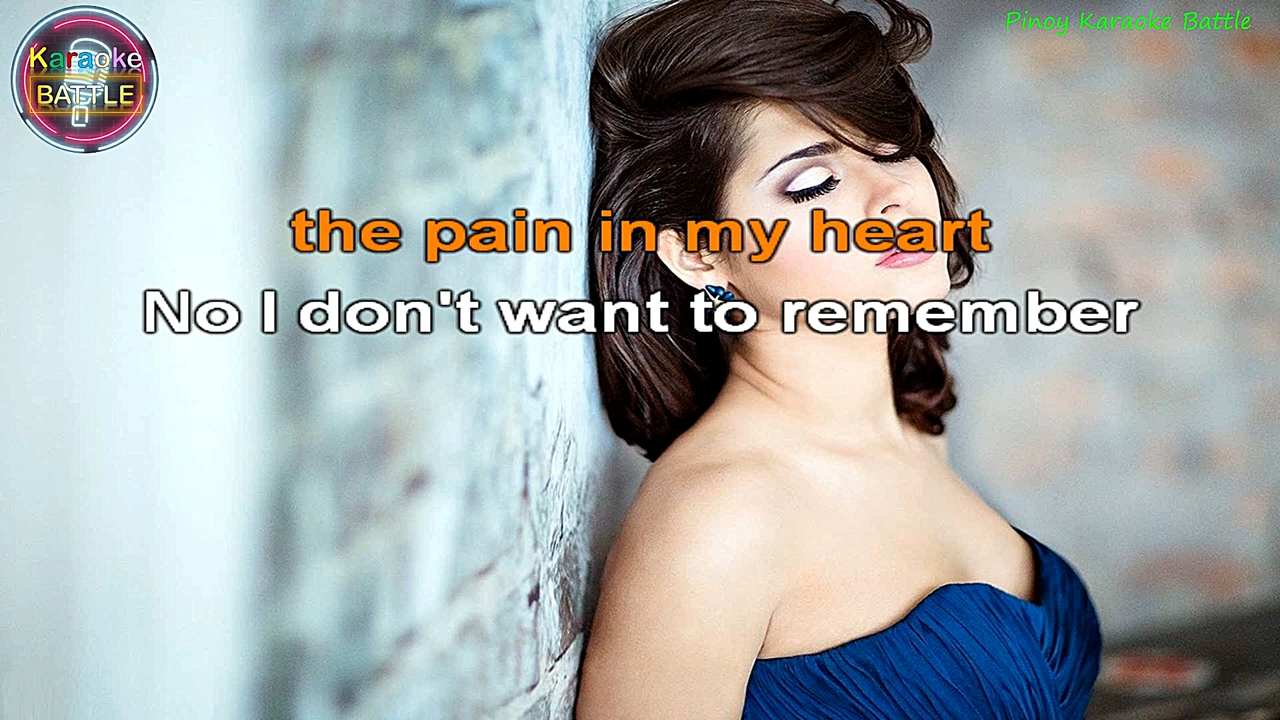 Karaoke
BATTLE
Pinoy Karaoke Battle
the pain in my heart
No I don't want to remember